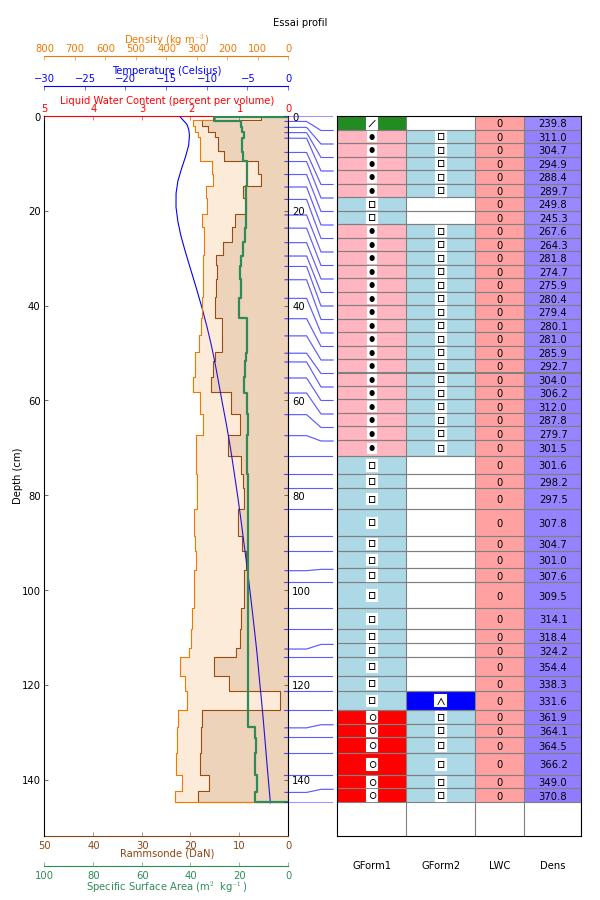 Essai profil
Density (kg m⁻³)
800 700 600 500 400 300 200 100 0
Temperature (Celsius)
−30 −25 −20 −15 −10 −5 0
Liquid Water Content (percent per volume)
5 4 3 2 1 0
0 0 0 239.8
0 311.0
0 304.7
0 294.9
0 288.4
0 289.7
0 249.8
20 20 0 245.3
0 267.6
0 264.3
0 281.8
0 274.7
0 275.9
0 280.4
40 40 0 279.4
0 280.1
0 281.0
0 285.9
0 292.7
0 304.0
0 306.2
60 60 0 312.0
0 287.8
0 279.7
0 301.5
0 301.6
0 298.2
80 80 0 297.5
0 307.8
0 304.7
0 301.0
0 307.6
100 100 0 309.5
0 314.1
0 318.4
0 324.2
0 354.4
120 120 0 338.3
0 331.6
0 361.9
0 364.1
0 364.5
0 366.2
140 140 0 349.0
0 370.8
Depth (cm)
50 40 30 20 10 0
Rammsonde (DaN)
GForm1 GForm2 LWC Dens
100 80 60 40 20 0
Specific Surface Area (m² kg⁻¹)